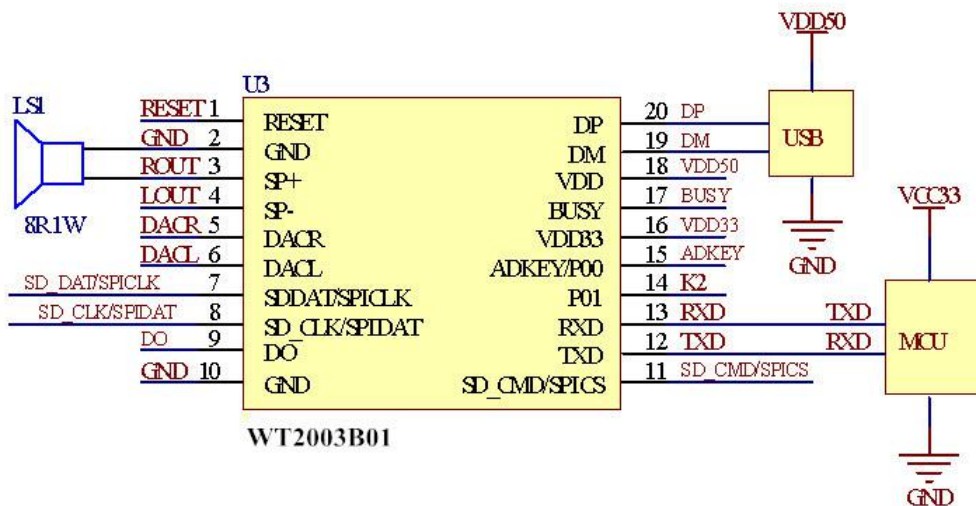 VDD50
U3
LS1
8R1W
RESET 1 RESET
GND 2 GND
ROUT 3 SP+
LOUT 4 SP-
DACR 5 DACR
DACL 6 DACL
SD_DAT/SPICLK 7 SDDAT/SPICLK
SD_CLK/SPIDAT 8 SD_CLK/SPIDAT
DO 9 DO
GND 10 GND
DP 20 DP
DM 19 DM
VDD 18 VDD50
BUSY 17 BUSY
VDD33 16 VDD33
ADKEY/P00 15 ADKEY
P01 14 K2
RXD 13 RXD TXD
TXD 12 TXD RXD
SD_CMD/SPICS 11 SD_CMD/SPICS
USB
GND
VCC33
MCU
GND
WT2003B01